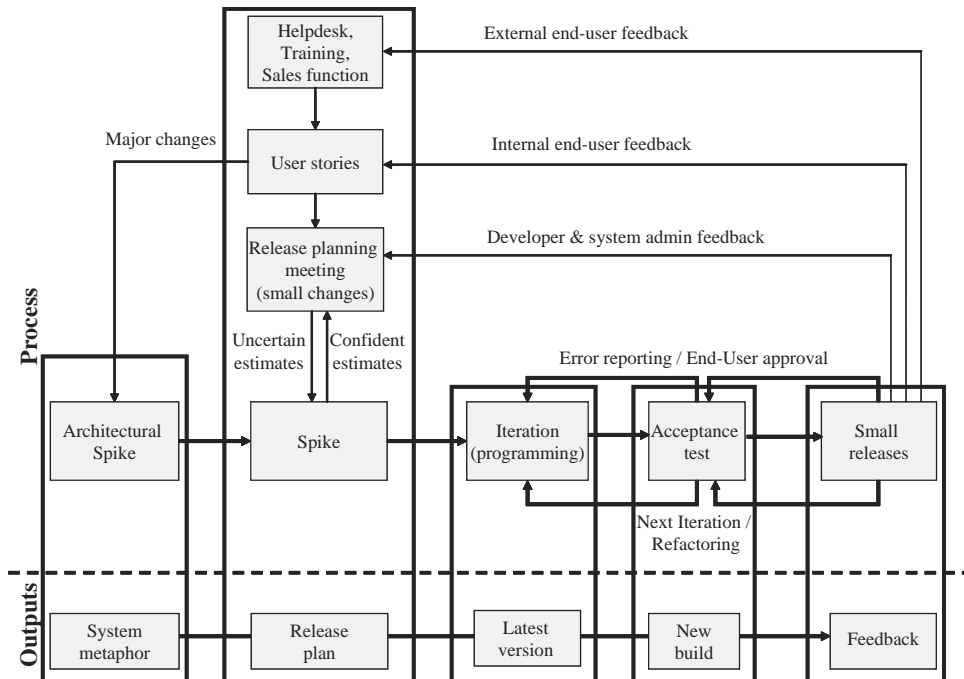 Helpdesk,
Training,
Sales function
External end-user feedback
Major changes
User stories
Internal end-user feedback
Release planning
meeting
(small changes)
Developer & system admin feedback
Process
Uncertain
estimates
Confident
estimates
Error reporting / End-User approval
Architectural
Spike
Spike
Iteration
(programming)
Acceptance
test
Small
releases
Next Iteration /
Refactoring
Outputs
System
metaphor
Release
plan
Latest
version
New
build
Feedback